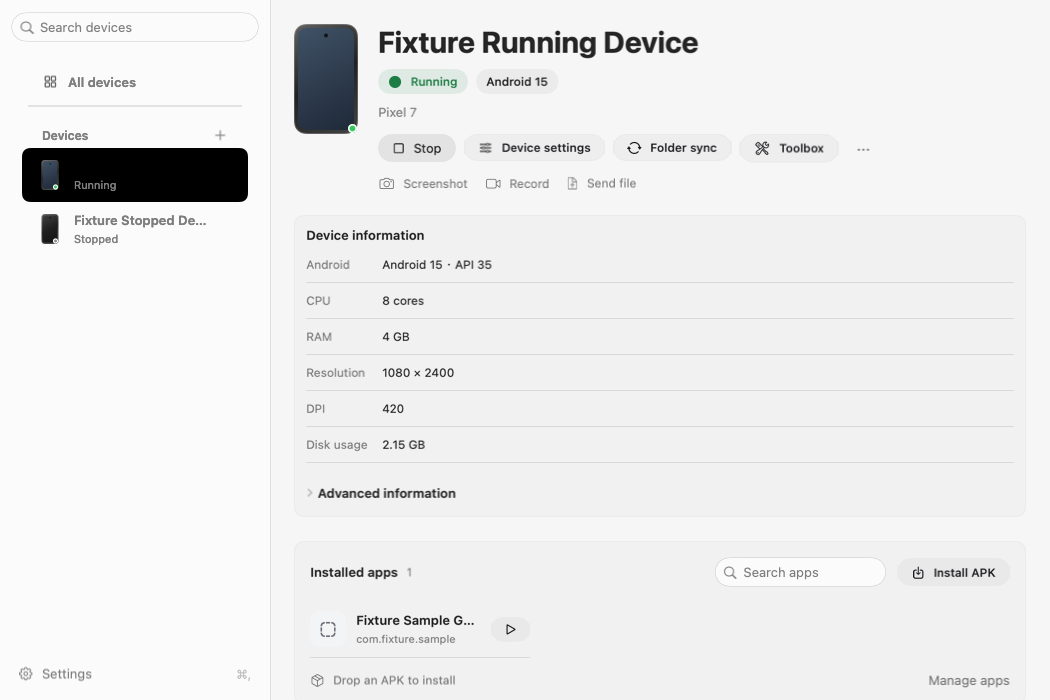 Search devices
All devices
Devices
Running
Fixture Stopped De...
Stopped
Settings
⌘,
Fixture Running Device
Running
Android 15
Pixel 7
Stop
Device settings
Folder sync
Toolbox
...
Screenshot
Record
Send file
Device information
Android
Android 15 · API 35
CPU
8 cores
RAM
4 GB
Resolution
1080 × 2400
DPI
420
Disk usage
2.15 GB
Advanced information
Installed apps 1
Search apps
Install APK
Fixture Sample G...
com.fixture.sample
Drop an APK to install
Manage apps